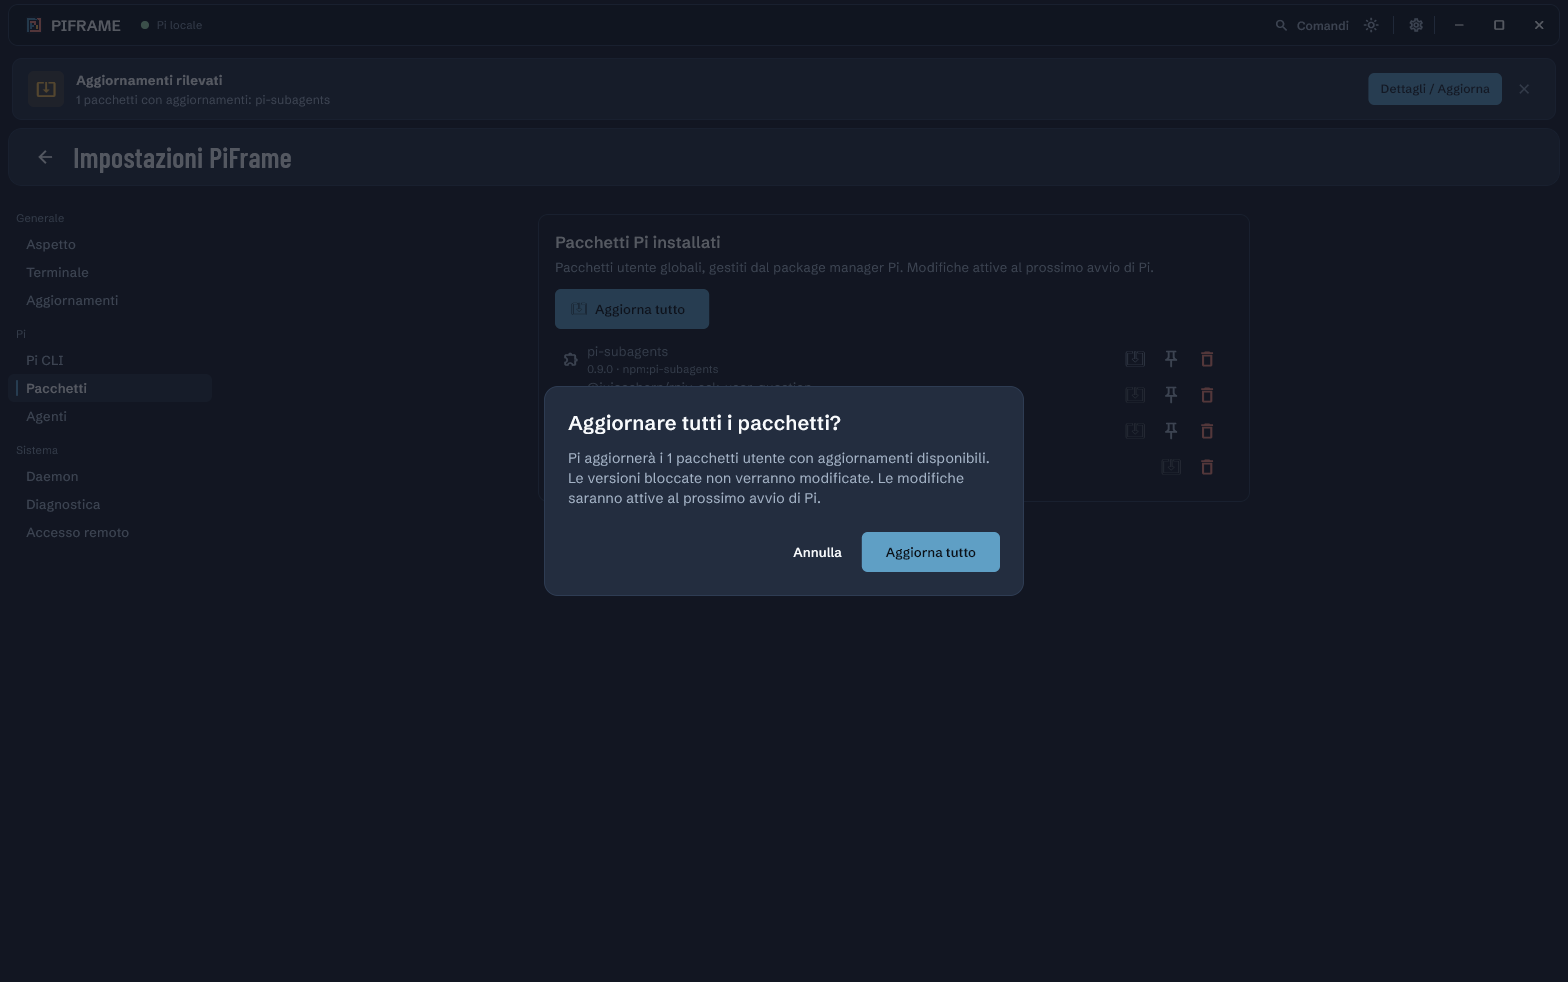 PIFRAME
Pi locale
Comandi
Aggiornamenti rilevati
1 pacchetti con aggiornamenti: pi-subagents
Dettagli / Aggiorna
Impostazioni PiFrame
Generale
Aspetto
Terminale
Aggiornamenti
Pi
Pi CLI
Pacchetti
Agenti
Sistema
Daemon
Diagnostica
Accesso remoto
Pacchetti Pi installati
Pacchetti utente globali, gestiti dal package manager Pi. Modifiche attive al prossimo avvio di Pi.
Aggiorna tutto
pi-subagents
0.9.0 · npm:pi-subagents
Aggiornare tutti i pacchetti?
Pi aggiornerà i 1 pacchetti utente con aggiornamenti disponibili.
Le versioni bloccate non verranno modificate. Le modifiche
saranno attive al prossimo avvio di Pi.
Annulla
Aggiorna tutto